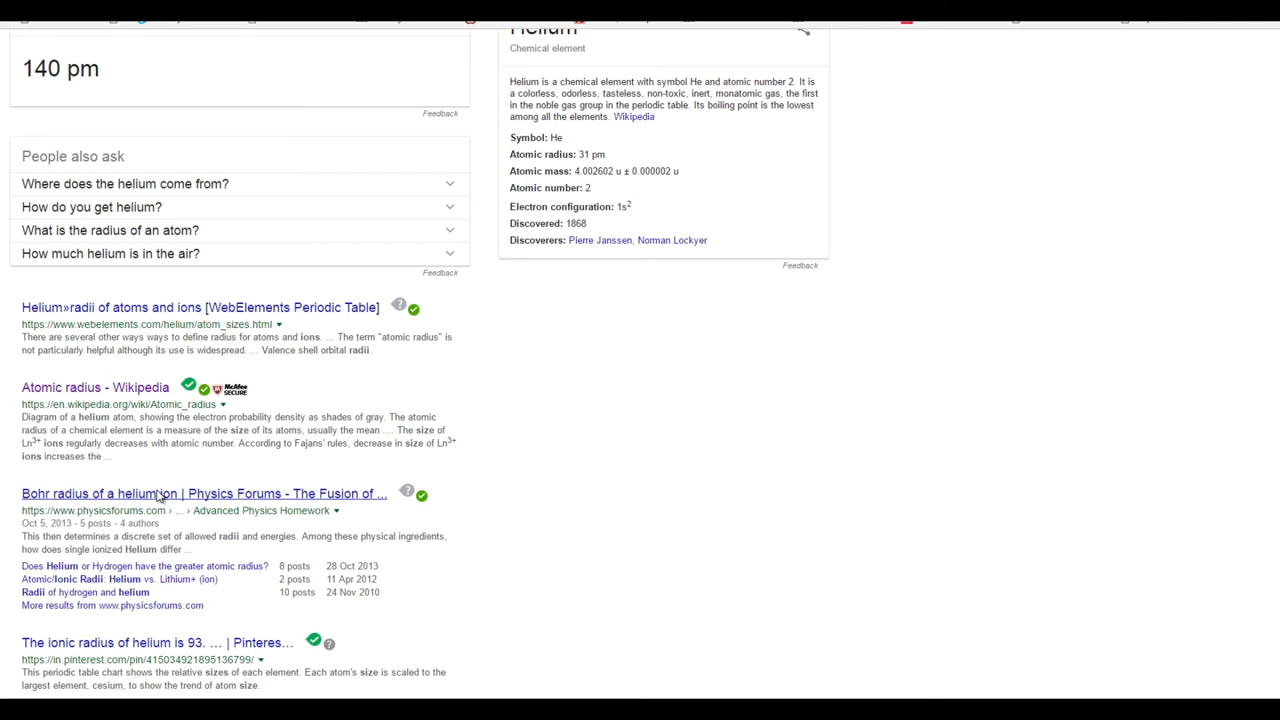 140 pm
Feedback
People also ask
Where does the helium come from?
How do you get helium?
What is the radius of an atom?
How much helium is in the air?
Feedback
Helium»radii of atoms and ions [WebElements Periodic Table]
https://www.webelements.com/helium/atom_sizes.html
There are several other ways ways to define radius for atoms and ions. ... The term "atomic radius" is
not particularly helpful although its use is widespread. ... Valence shell orbital radii.
Atomic radius - Wikipedia
McAfee
SECURE
https://en.wikipedia.org/wiki/Atomic_radius
Diagram of a helium atom, showing the electron probability density as shades of gray. The atomic
radius of a chemical element is a measure of the size of its atoms, usually the mean .... The size of
Ln3+ ions regularly decreases with atomic number. According to Fajans' rules, decrease in size of Ln3+
ions increases the ...
Bohr radius of a helium ion | Physics Forums - The Fusion of ...
https://www.physicsforums.com › ... › Advanced Physics Homework
Oct 5, 2013 - 5 posts - 4 authors
This then determines a discrete set of allowed radii and energies. Among these physical ingredients,
how does single ionized Helium differ ...
Does Helium or Hydrogen have the greater atomic radius? 8 posts 28 Oct 2013
Atomic/Ionic Radii: Helium vs. Lithium+ (ion) 2 posts 11 Apr 2012
Radii of hydrogen and helium 10 posts 24 Nov 2010
More results from www.physicsforums.com
The ionic radius of helium is 93. ... | Pinteres...
https://in.pinterest.com/pin/415034921895136799/
This periodic table chart shows the relative sizes of each element. Each atom's size is scaled to the
largest element, cesium, to show the trend of atom size.
Helium
Chemical element
Helium is a chemical element with symbol He and atomic number 2. It is
a colorless, odorless, tasteless, non-toxic, inert, monatomic gas, the first
in the noble gas group in the periodic table. Its boiling point is the lowest
among all the elements. Wikipedia
Symbol: He
Atomic radius: 31 pm
Atomic mass: 4.002602 u ± 0.000002 u
Atomic number: 2
Electron configuration: 1s2
Discovered: 1868
Discoverers: Pierre Janssen, Norman Lockyer
Feedback